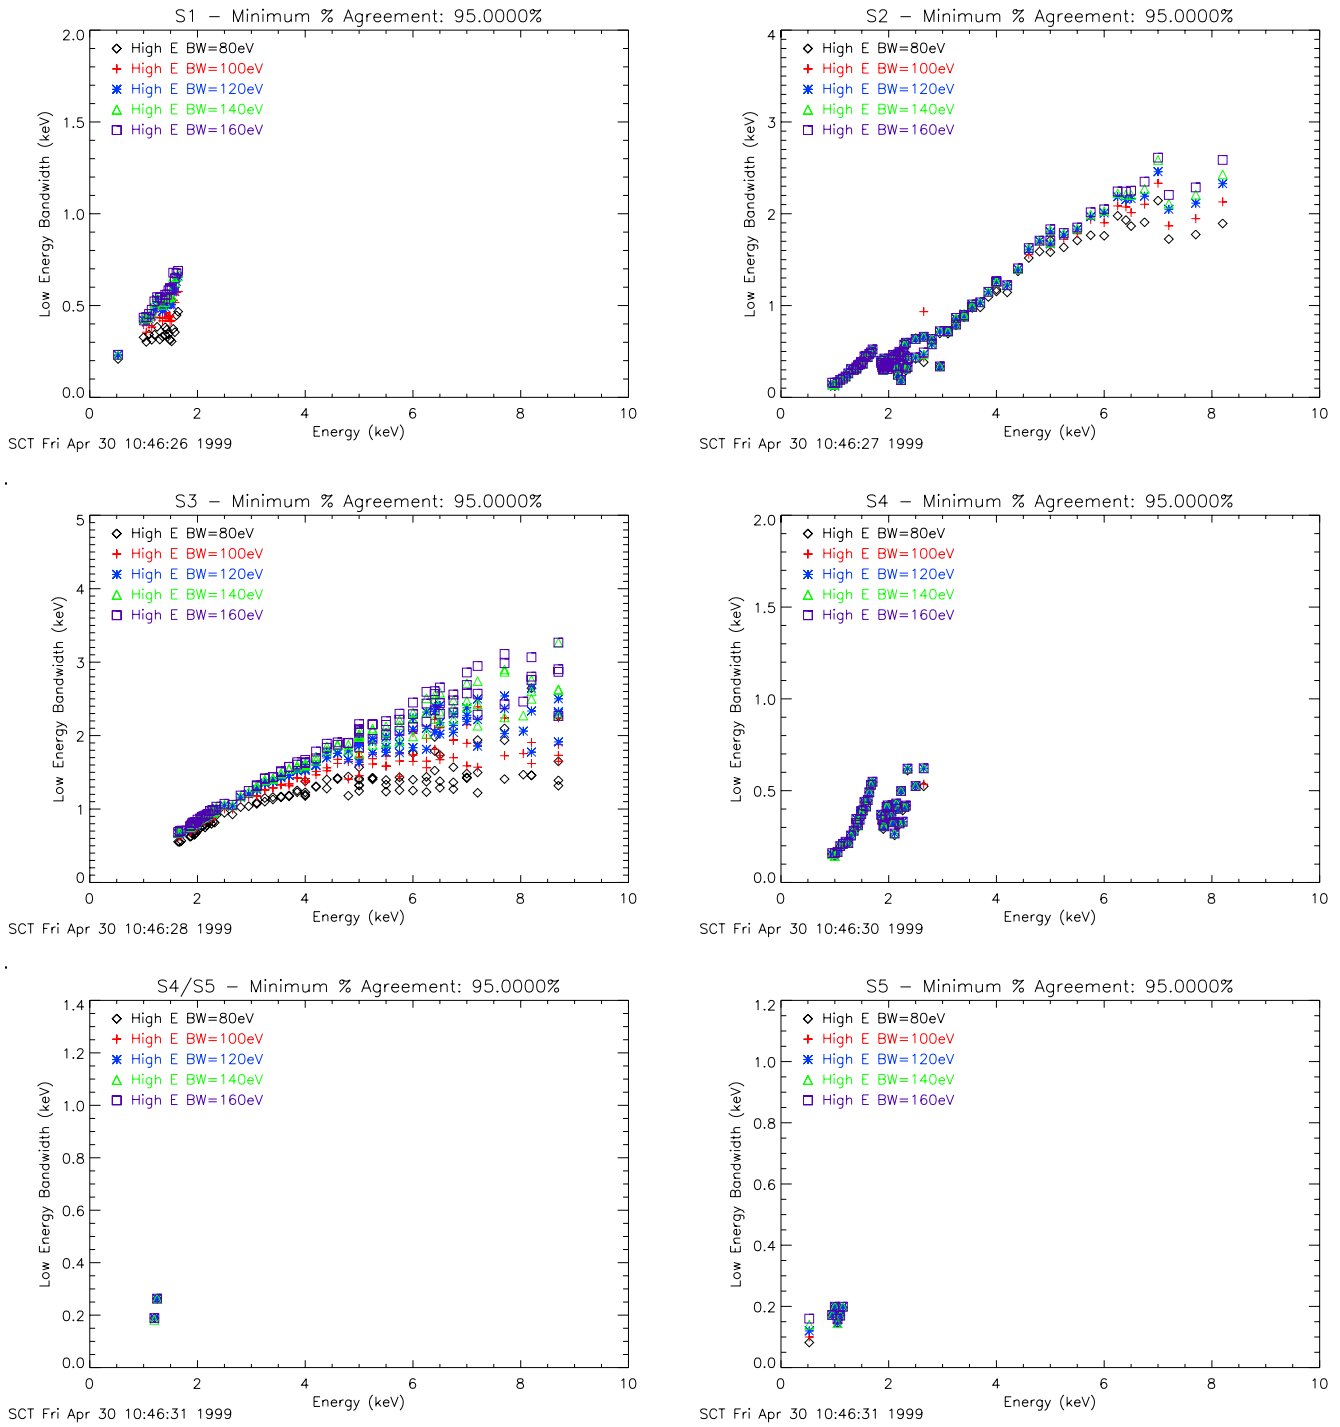 S1 – Minimum % Agreement: 95.0000%
2.0
1.5
1.0
0.5
0.0
Low Energy Bandwidth (keV)
High E BW=80eV
High E BW=100eV
High E BW=120eV
High E BW=140eV
High E BW=160eV
0 2 4 6 8 10
Energy (keV)
SCT Fri Apr 30 10:46:26 1999
S2 – Minimum % Agreement: 95.0000%
4
3
2
1
0
Low Energy Bandwidth (keV)
High E BW=80eV
High E BW=100eV
High E BW=120eV
High E BW=140eV
High E BW=160eV
0 2 4 6 8 10
Energy (keV)
SCT Fri Apr 30 10:46:27 1999
S3 – Minimum % Agreement: 95.0000%
5
4
3
2
1
0
Low Energy Bandwidth (keV)
High E BW=80eV
High E BW=100eV
High E BW=120eV
High E BW=140eV
High E BW=160eV
0 2 4 6 8 10
Energy (keV)
SCT Fri Apr 30 10:46:28 1999
S4 – Minimum % Agreement: 95.0000%
2.0
1.5
1.0
0.5
0.0
Low Energy Bandwidth (keV)
High E BW=80eV
High E BW=100eV
High E BW=120eV
High E BW=140eV
High E BW=160eV
0 2 4 6 8 10
Energy (keV)
SCT Fri Apr 30 10:46:30 1999
S4/S5 – Minimum % Agreement: 95.0000%
1.4
1.2
1.0
0.8
0.6
0.4
0.2
0.0
Low Energy Bandwidth (keV)
High E BW=80eV
High E BW=100eV
High E BW=120eV
High E BW=140eV
High E BW=160eV
0 2 4 6 8 10
Energy (keV)
SCT Fri Apr 30 10:46:31 1999
S5 – Minimum % Agreement: 95.0000%
1.2
1.0
0.8
0.6
0.4
0.2
0.0
Low Energy Bandwidth (keV)
High E BW=80eV
High E BW=100eV
High E BW=120eV
High E BW=140eV
High E BW=160eV
0 2 4 6 8 10
Energy (keV)
SCT Fri Apr 30 10:46:31 1999